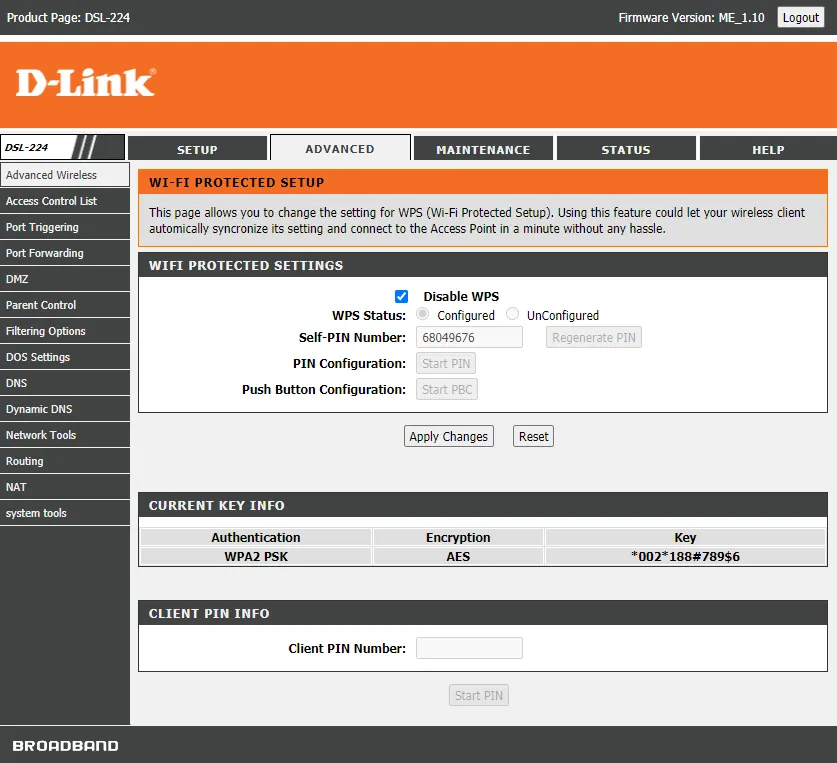 Product Page: DSL-224 Firmware Version: ME_1.10 Logout
D-Link®
DSL-224 SETUP ADVANCED MAINTENANCE STATUS HELP
Advanced Wireless
Access Control List
Port Triggering
Port Forwarding
DMZ
Parent Control
Filtering Options
DOS Settings
DNS
Dynamic DNS
Network Tools
Routing
NAT
system tools
WI-FI PROTECTED SETUP
This page allows you to change the setting for WPS (Wi-Fi Protected Setup). Using this feature could let your wireless client
automically syncronize its setting and connect to the Access Point in a minute without any hassle.
WIFI PROTECTED SETTINGS
Disable WPS
WPS Status: Configured UnConfigured
Self-PIN Number: 68049676 Regenerate PIN
PIN Configuration: Start PIN
Push Button Configuration: Start PBC
Apply Changes Reset
CURRENT KEY INFO
Authentication Encryption Key
WPA2 PSK AES *002*188#789$6
CLIENT PIN INFO
Client PIN Number:
Start PIN
BROADBAND